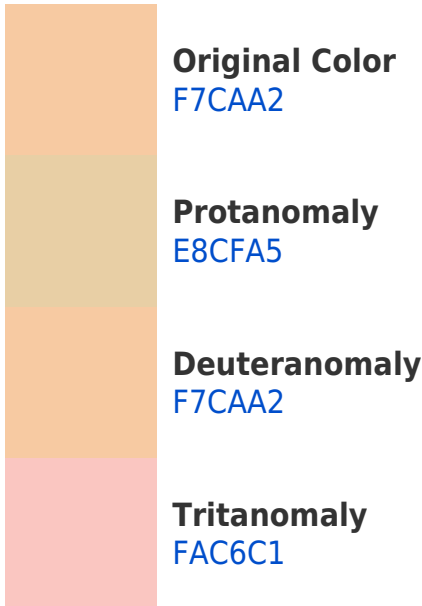 Original Color
F7CAA2
Protanomaly
E8CFA5
Deuteranomaly
F7CAA2
Tritanomaly
FAC6C1